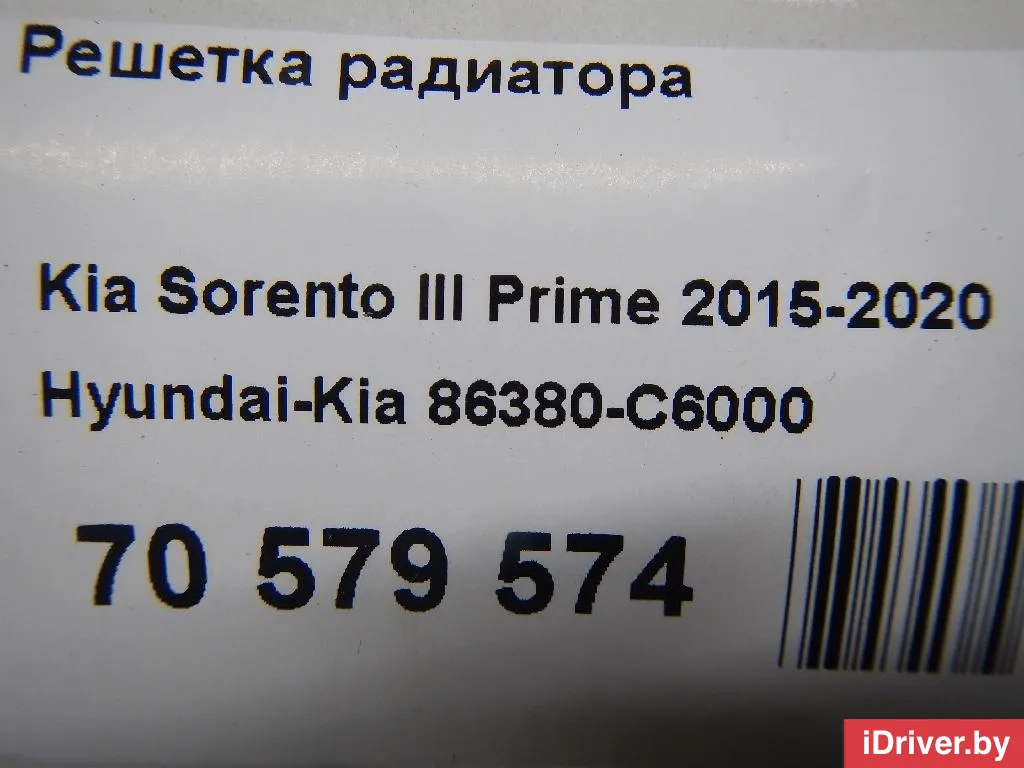 Решетка радиатора
Kia Sorento III Prime 2015-2020
Hyundai-Kia 86380-C6000
70 579 574
iDriver.by